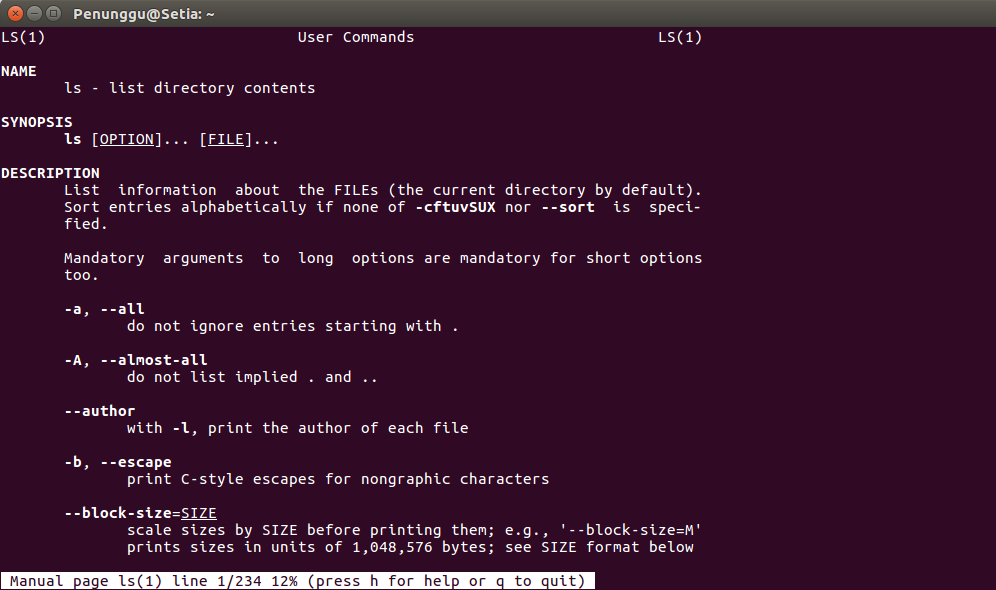 Penunggu@Setia: ~
LS(1) User Commands LS(1)
NAME
ls - list directory contents
SYNOPSIS
ls [OPTION]... [FILE]...
DESCRIPTION
List information about the FILEs (the current directory by default).
Sort entries alphabetically if none of -cftuvSUX nor --sort is speci-
fied.
Mandatory arguments to long options are mandatory for short options
too.
-a, --all
do not ignore entries starting with .
-A, --almost-all
do not list implied . and ..
--author
with -l, print the author of each file
-b, --escape
print C-style escapes for nongraphic characters
--block-size=SIZE
scale sizes by SIZE before printing them; e.g., '--block-size=M'
prints sizes in units of 1,048,576 bytes; see SIZE format below
Manual page ls(1) line 1/234 12% (press h for help or q to quit)